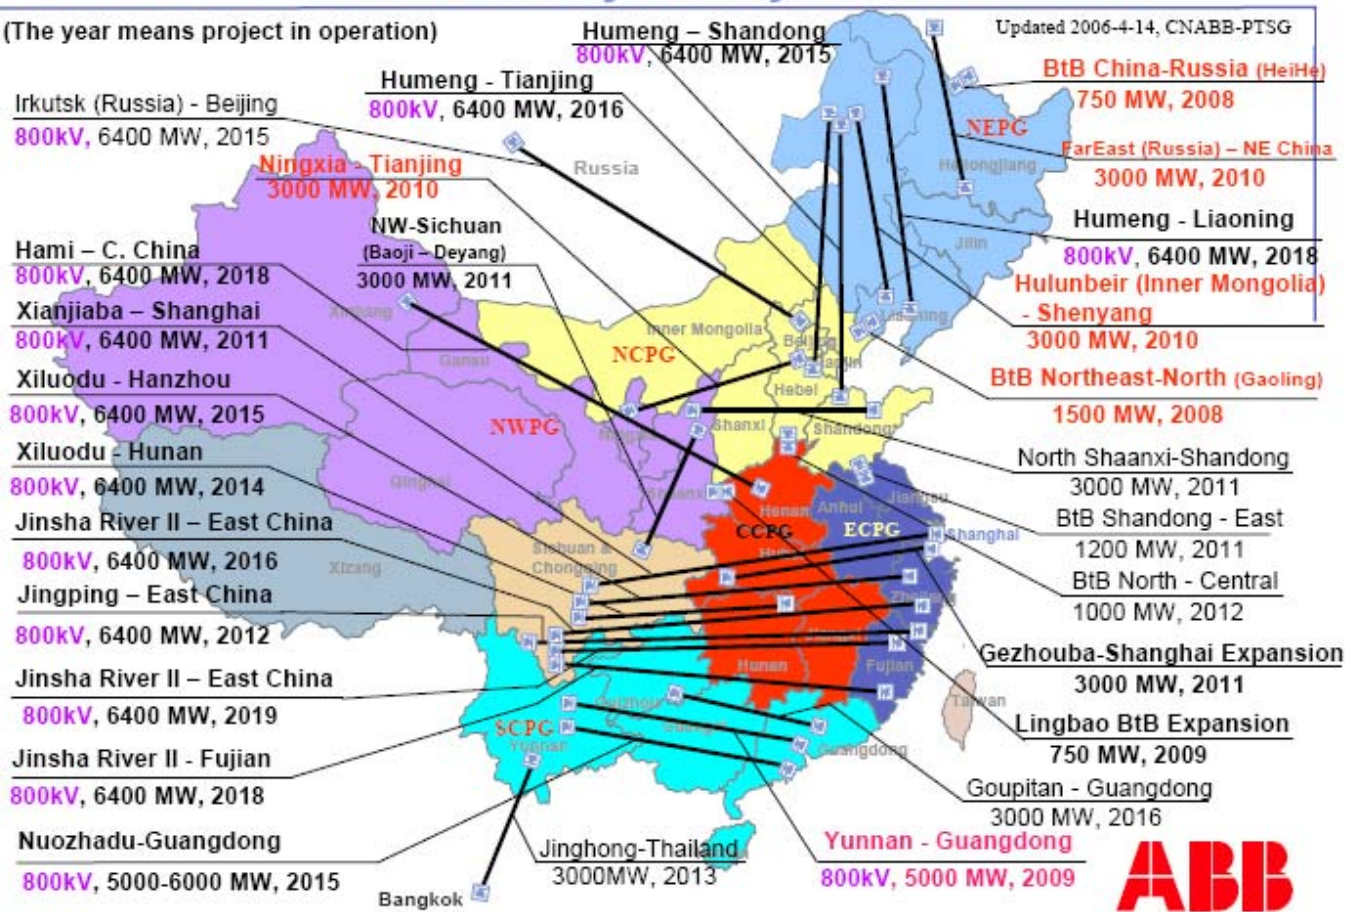 (The year means project in operation)
Updated 2006-4-14, CNABB-PTSG
Humeng – Shandong
800kV, 6400 MW, 2015
Humeng - Tianjing
800kV, 6400 MW, 2016
Irkutsk (Russia) - Beijing
800kV, 6400 MW, 2015
Ningxia - Tianjing
3000 MW, 2010
NW-Sichuan
(Baoji – Deyang)
3000 MW, 2011
Hami – C. China
800kV, 6400 MW, 2018
Xianjiaba – Shanghai
800kV, 6400 MW, 2011
Xiluodu - Hanzhou
800kV, 6400 MW, 2015
Xiluodu - Hunan
800kV, 6400 MW, 2014
Jinsha River II – East China
800kV, 6400 MW, 2016
Jingping – East China
800kV, 6400 MW, 2012
Jinsha River II – East China
800kV, 6400 MW, 2019
Jinsha River II - Fujian
800kV, 6400 MW, 2018
Nuozhadu-Guangdong
800kV, 5000-6000 MW, 2015
BtB China-Russia (HeiHe)
750 MW, 2008
FarEast (Russia) – NE China
3000 MW, 2010
Humeng - Liaoning
800kV, 6400 MW, 2018
Hulunbeir (Inner Mongolia)
- Shenyang
3000 MW, 2010
BtB Northeast-North (Gaoling)
1500 MW, 2008
North Shaanxi-Shandong
3000 MW, 2011
BtB Shandong - East
1200 MW, 2011
BtB North - Central
1000 MW, 2012
Gezhouba-Shanghai Expansion
3000 MW, 2011
Lingbao BtB Expansion
750 MW, 2009
Goupitan - Guangdong
3000 MW, 2016
Yunnan - Guangdong
800kV, 5000 MW, 2009
Jinghong-Thailand
3000MW, 2013
Bangkok
Russia
NEPG
Heilongjiang
Jilin
Liaoning
Inner Mongolia
NCPG
Beijing
Hebei
Shanxi
Shandong
Xinjiang
Gansu
NWPG
Qinghai
Shaanxi
Xizang
Sichuan &
Chongqing
Henan
CCPG
Hunan
Anhui
Jiangsu
ECPG
Shanghai
Fujian
Taiwan
SCPG
Yunnan
Guizhou
Guangdong
ABB